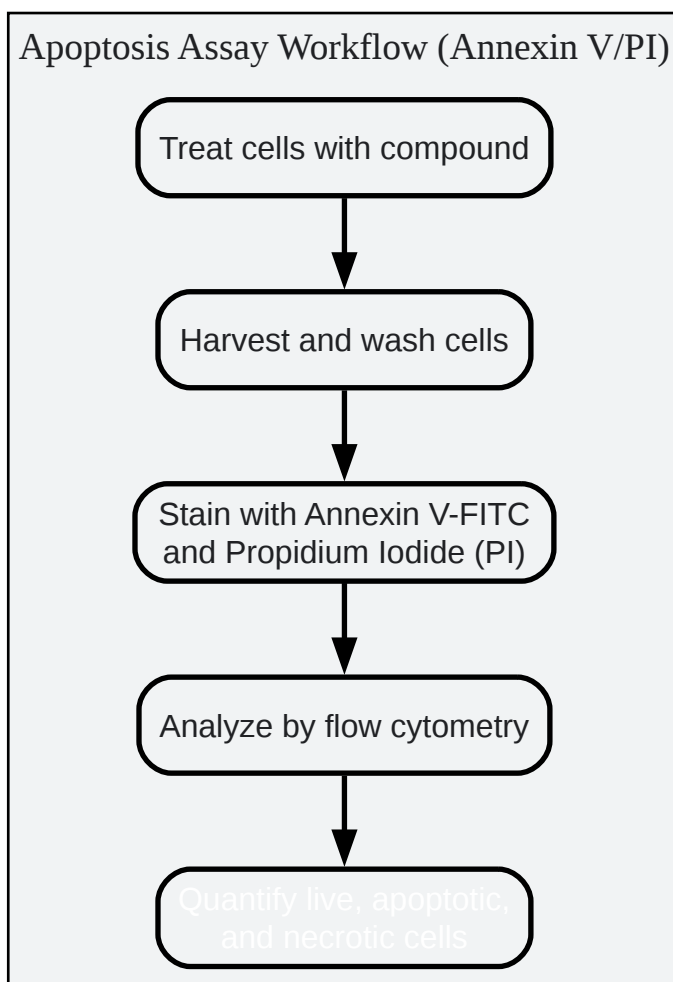 Apoptosis Assay Workflow (Annexin V/PI)
Treat cells with compound
Harvest and wash cells
Stain with Annexin V-FITC
and Propidium Iodide (PI)
Analyze by flow cytometry
Quantify live, apoptotic,
and necrotic cells